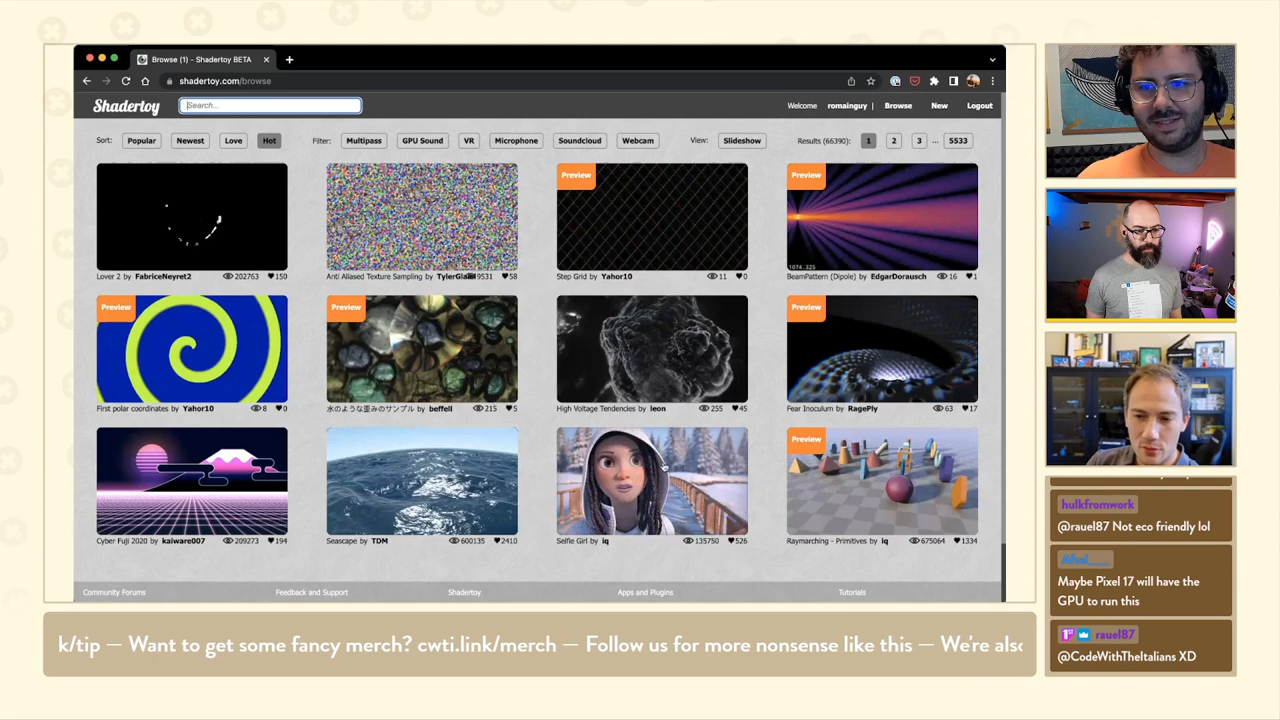 Browse (1) - Shadertoy BETA
shadertoy.com/browse
Shadertoy
Search...
Welcome romainguy | Browse New Logout
Sort: Popular Newest Love Hot Filter: Multipass GPU Sound VR Microphone Soundcloud Webcam View: Slideshow Results (66390): 1 2 3 ... 5533
Preview
Preview
1074.325
Lover 2 by FabriceNeyret2 202763 150
Anti Aliased Texture Sampling by 58
Step Grid by Yahor10 11 0
BeamPattern (Dipole) by EdgarDorausch 16 1
Preview
Preview
Preview
First polar coordinates by Yahor10 8 0
水のような歪みのサンプル by beffell 215 5
High Voltage Tendencies by leon 255 45
Fear Inoculum by RagePly 63 17
Preview
Cyber Fuji 2020 by kaiware007 209273 194
Seascape by TDM 600135 2410
Selfie Girl by iq 135750 526
Raymarching - Primitives by iq 675064 1334
Community Forums Feedback and Support Shadertoy Apps and Plugins Tutorials
hulkfromwork
@rauel87 Not eco friendly lol
Maybe Pixel 17 will have the
GPU to run this
1ST rauel87
@CodeWithTheItalians XD
k/tip — Want to get some fancy merch? cwti.link/merch — Follow us for more nonsense like this — We're also